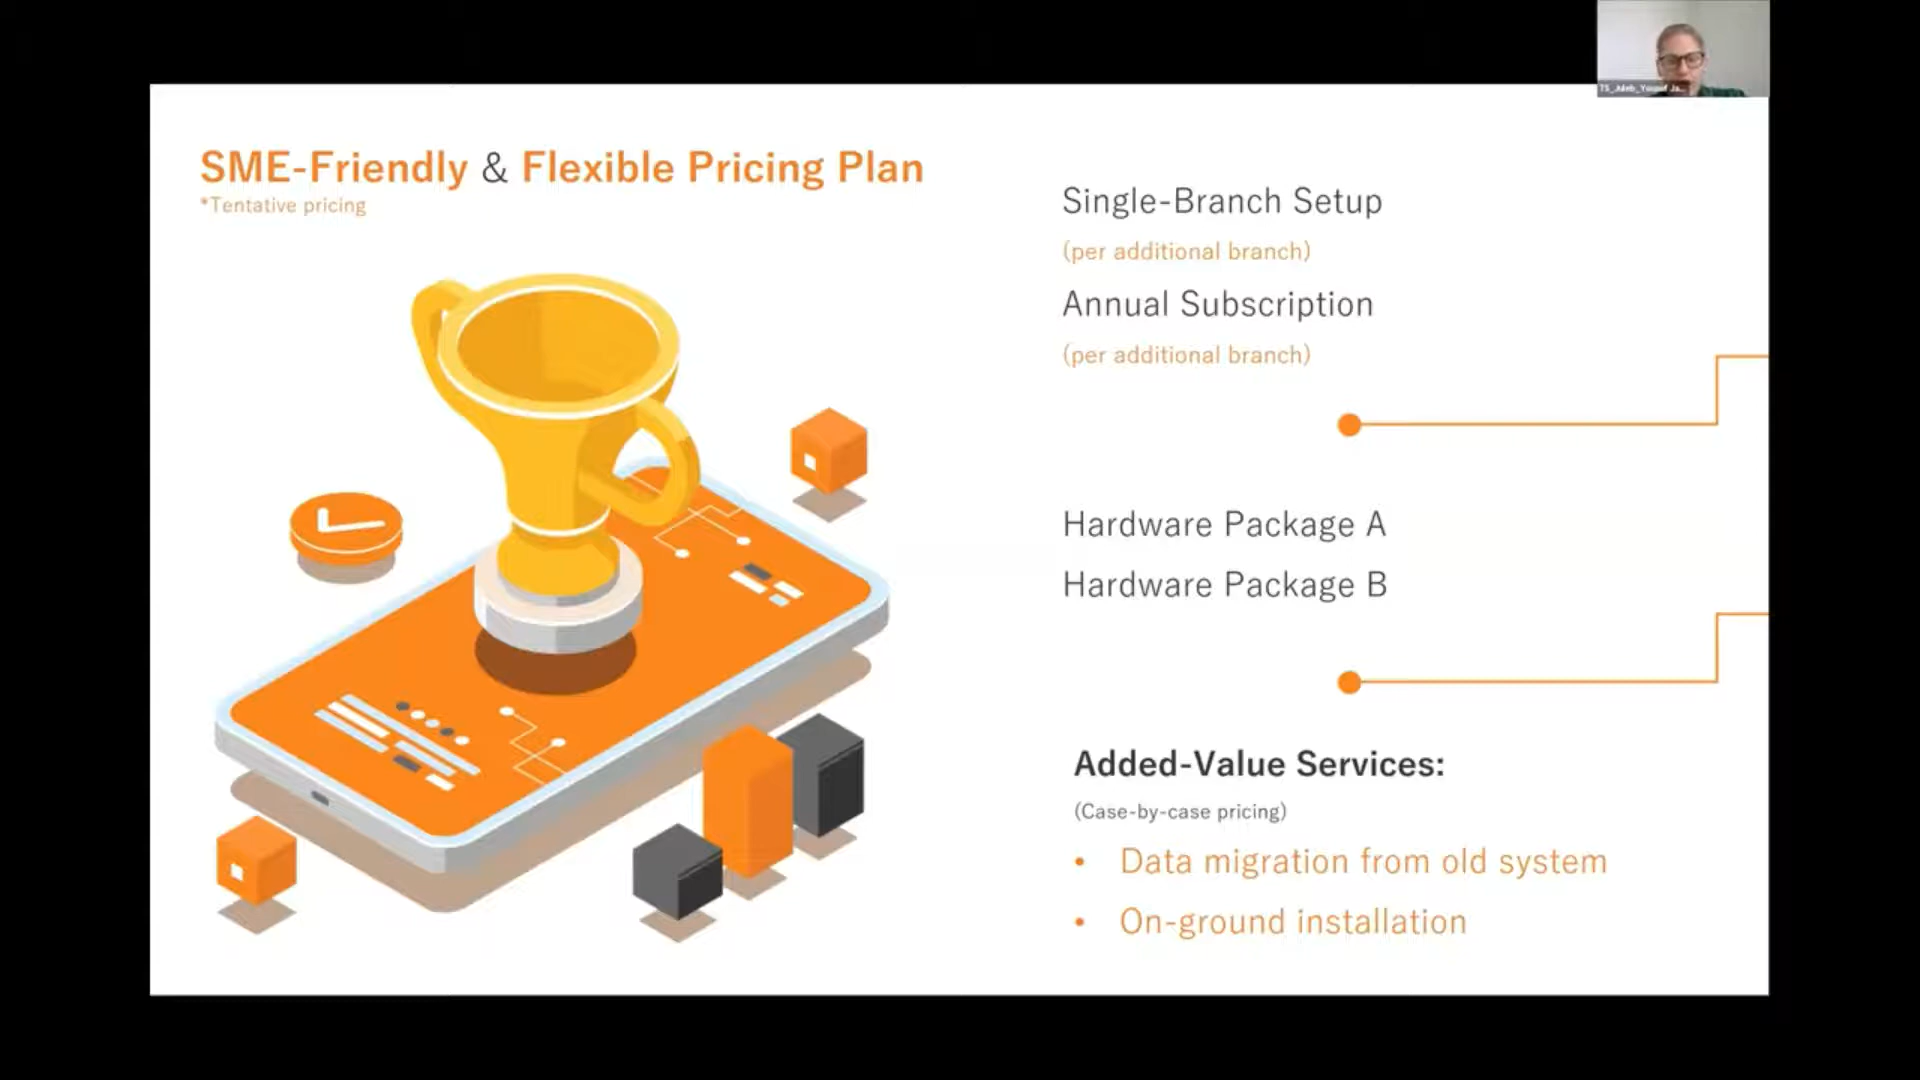 SME-Friendly & Flexible Pricing Plan
*Tentative pricing
Single-Branch Setup
(per additional branch)
Annual Subscription
(per additional branch)
Hardware Package A
Hardware Package B
Added-Value Services:
(Case-by-case pricing)
• Data migration from old system
• On-ground installation